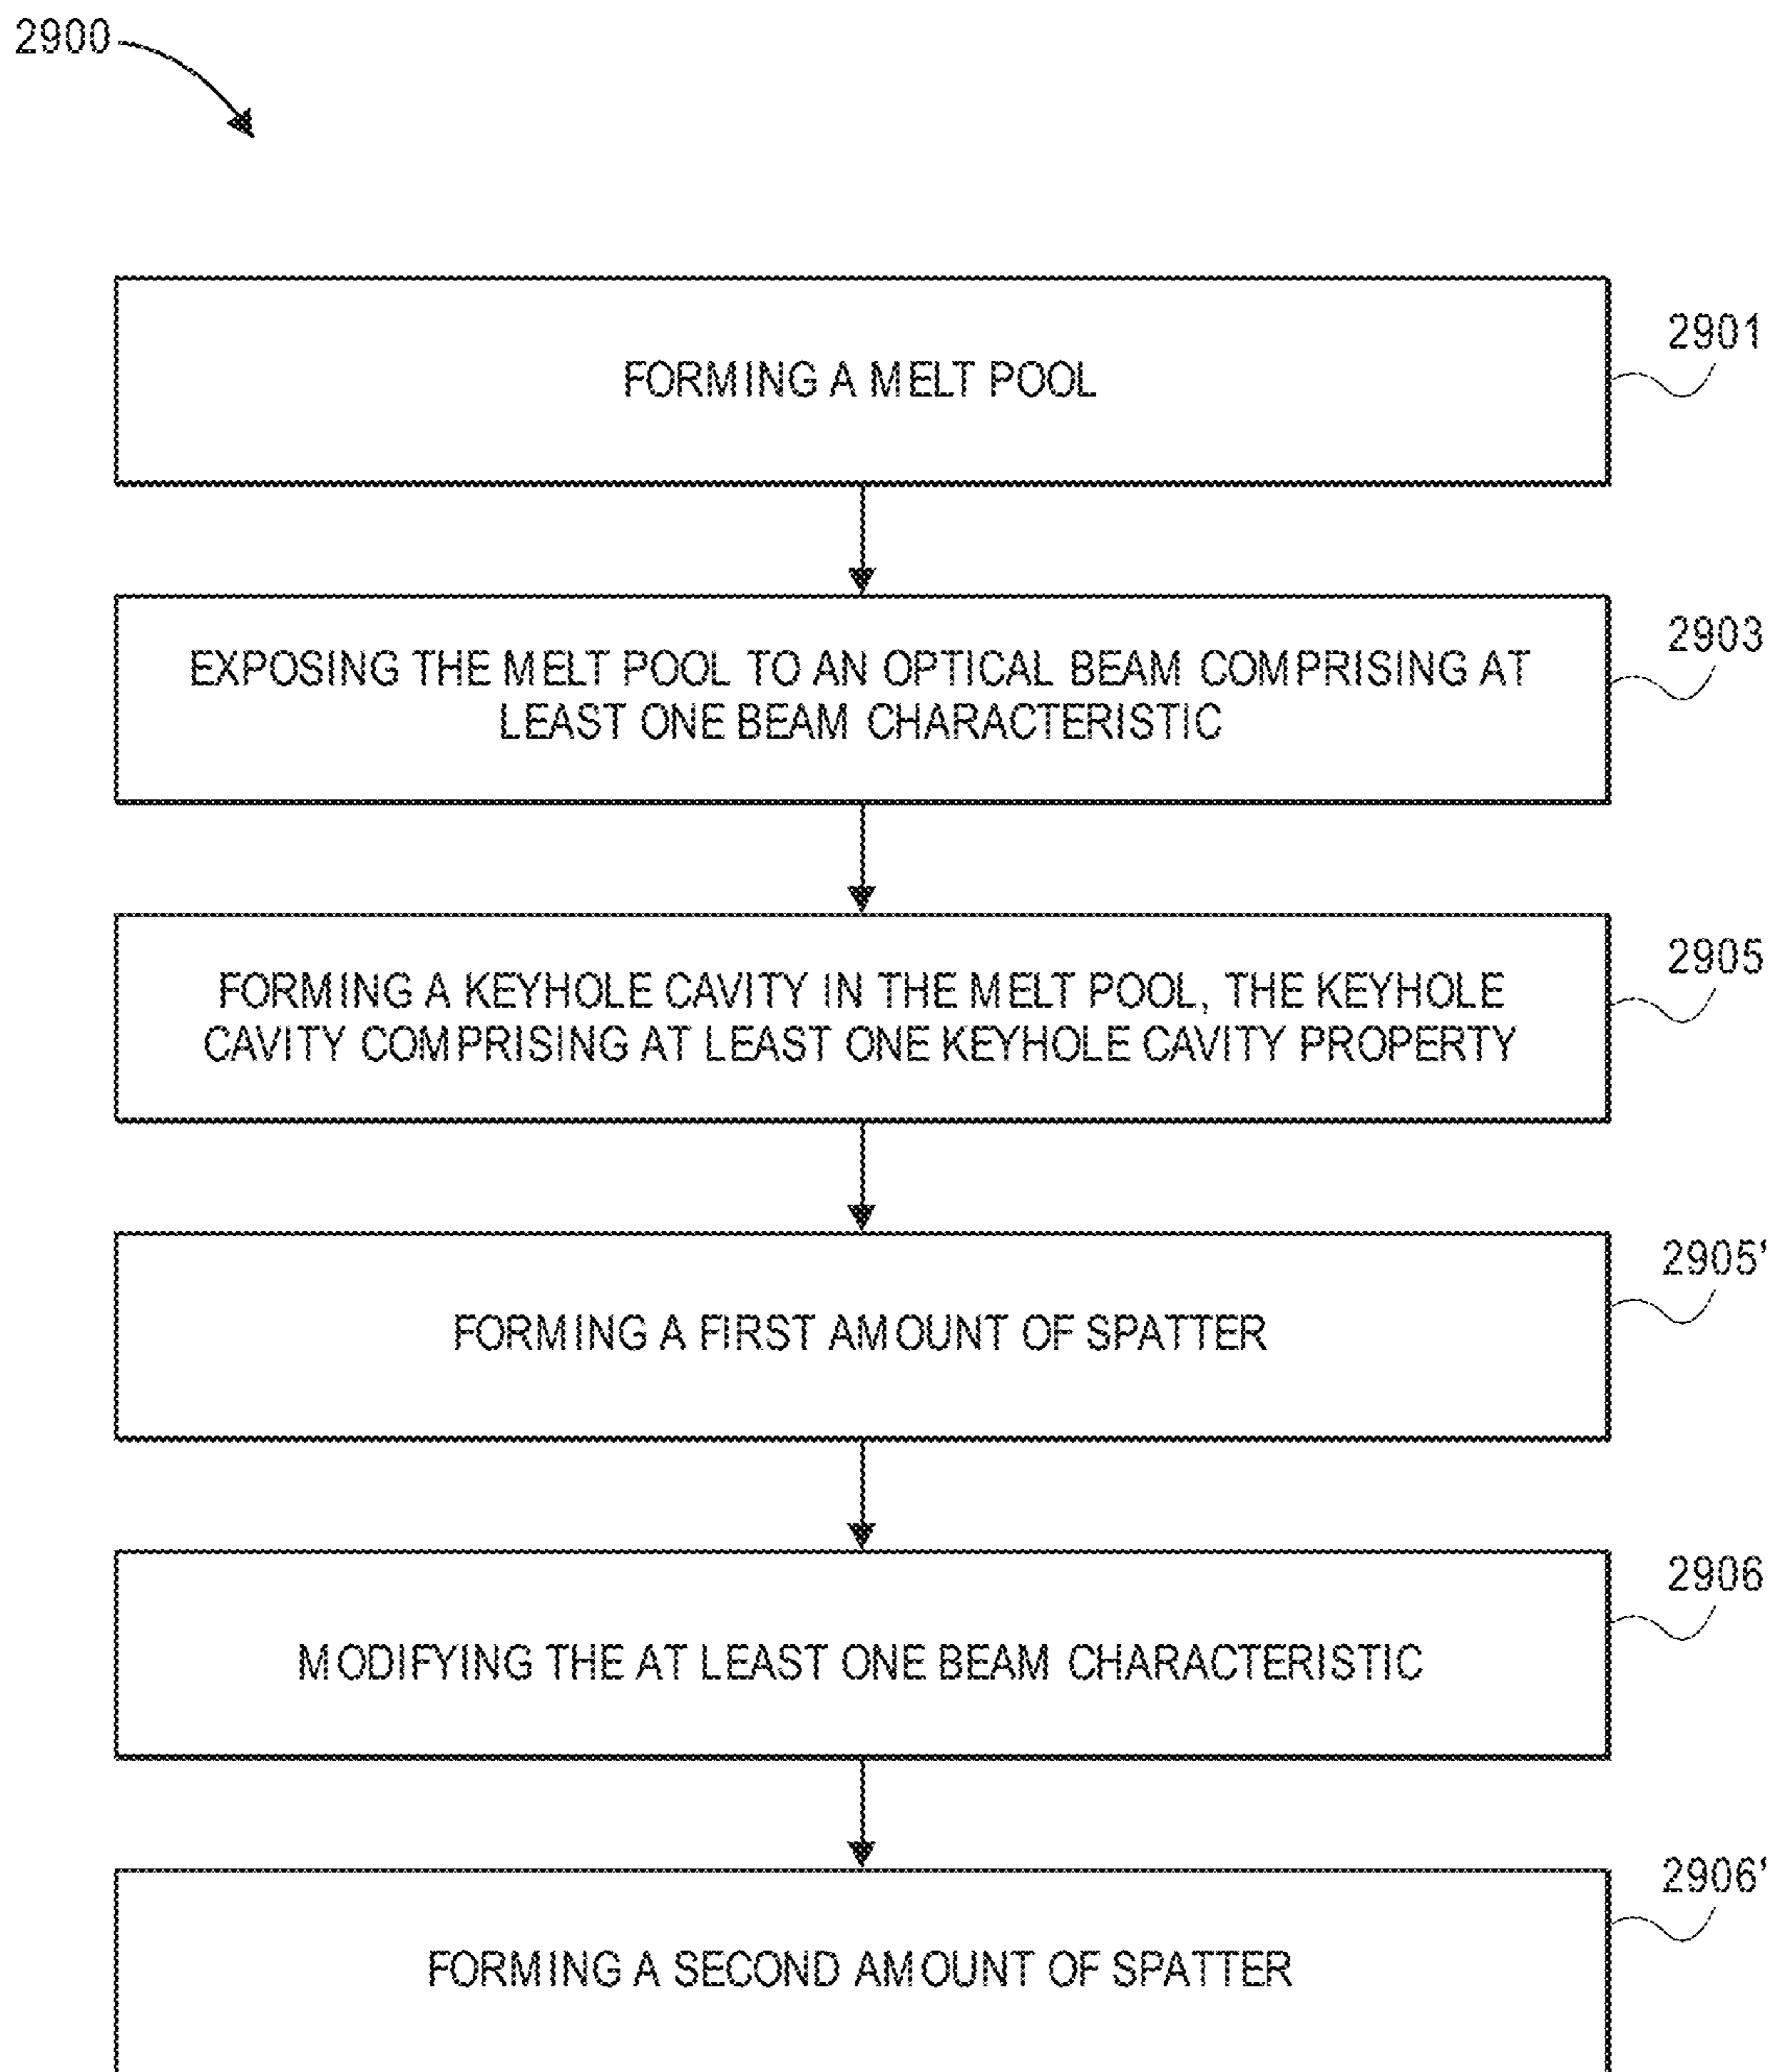 2900
2901
FORMING A MELT POOL
2903
EXPOSING THE MELT POOL TO AN OPTICAL BEAM COMPRISING AT
LEAST ONE BEAM CHARACTERISTIC
2905
FORMING A KEYHOLE CAVITY IN THE MELT POOL, THE KEYHOLE
CAVITY COMPRISING AT LEAST ONE KEYHOLE CAVITY PROPERTY
2905'
FORMING A FIRST AMOUNT OF SPATTER
2906
MODIFYING THE AT LEAST ONE BEAM CHARACTERISTIC
2906'
FORMING A SECOND AMOUNT OF SPATTER